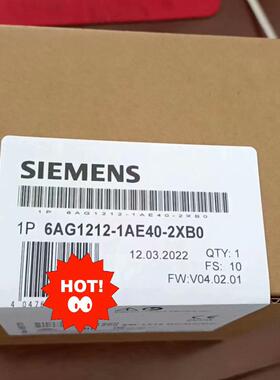 SIEMENS
1P 6AG1212-1AE40-2XB0
1P 6AG1212-1AE40-2XB0
12.03.2022
QTY: 1
FS: 10
FW:V04.02.01
HOT!